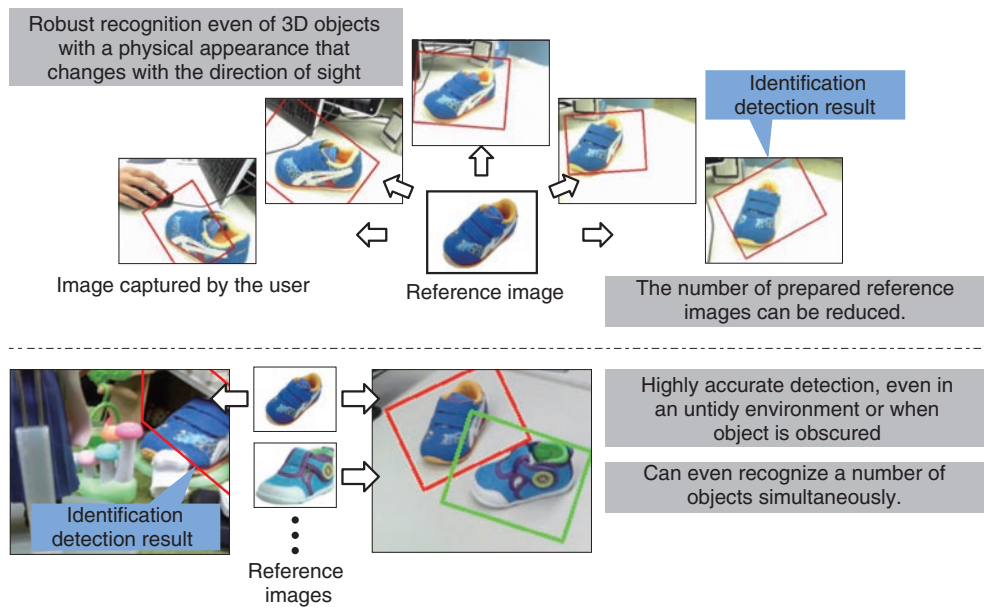 Robust recognition even of 3D objects
with a physical appearance that
changes with the direction of sight
Identification
detection result
Image captured by the user
Reference image
The number of prepared reference
images can be reduced.
Identification
detection result
Reference
images
Highly accurate detection, even in
an untidy environment or when
object is obscured
Can even recognize a number of
objects simultaneously.